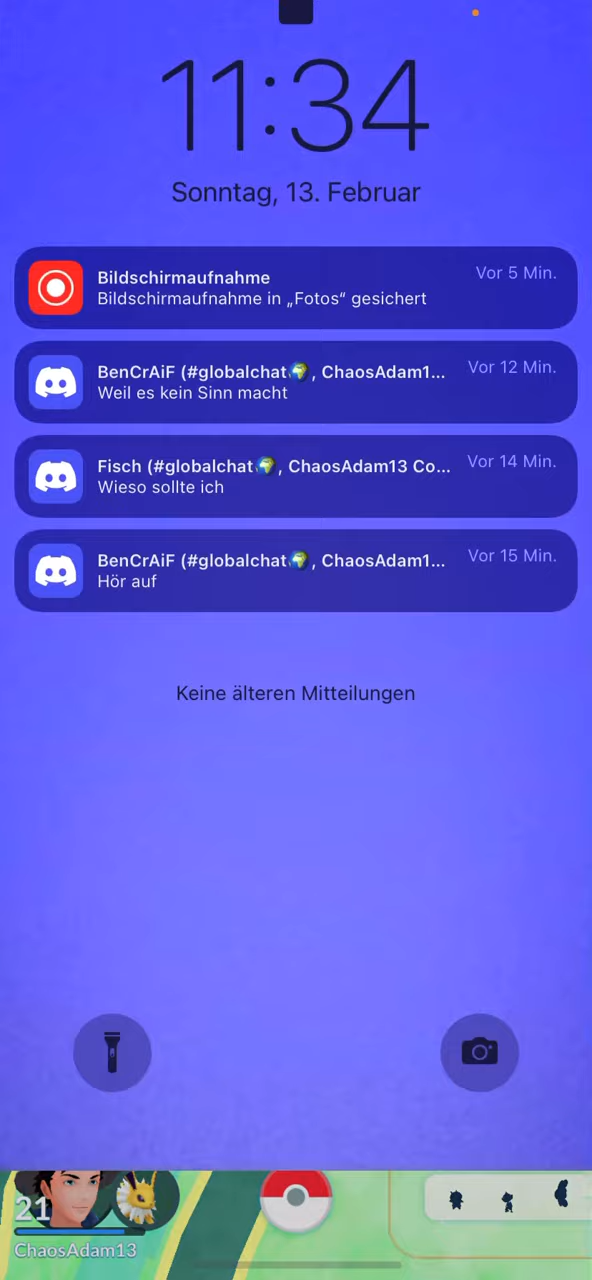 11:34
Sonntag, 13. Februar
Bildschirmaufnahme
Vor 5 Min.
Bildschirmaufnahme in „Fotos“ gesichert
BenCrAiF (#globalchat🌍, ChaosAdam1...
Vor 12 Min.
Weil es kein Sinn macht
Fisch (#globalchat🌍, ChaosAdam13 Co...
Vor 14 Min.
Wieso sollte ich
BenCrAiF (#globalchat🌍, ChaosAdam1...
Vor 15 Min.
Hör auf
Keine älteren Mitteilungen
21
ChaosAdam13